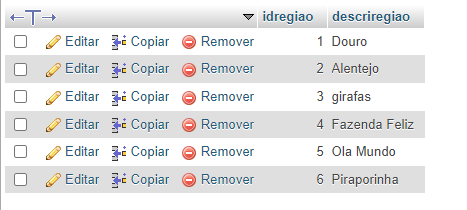 idregiao descriregiao
Editar Copiar Remover 1 Douro
Editar Copiar Remover 2 Alentejo
Editar Copiar Remover 3 girafas
Editar Copiar Remover 4 Fazenda Feliz
Editar Copiar Remover 5 Ola Mundo
Editar Copiar Remover 6 Piraporinha